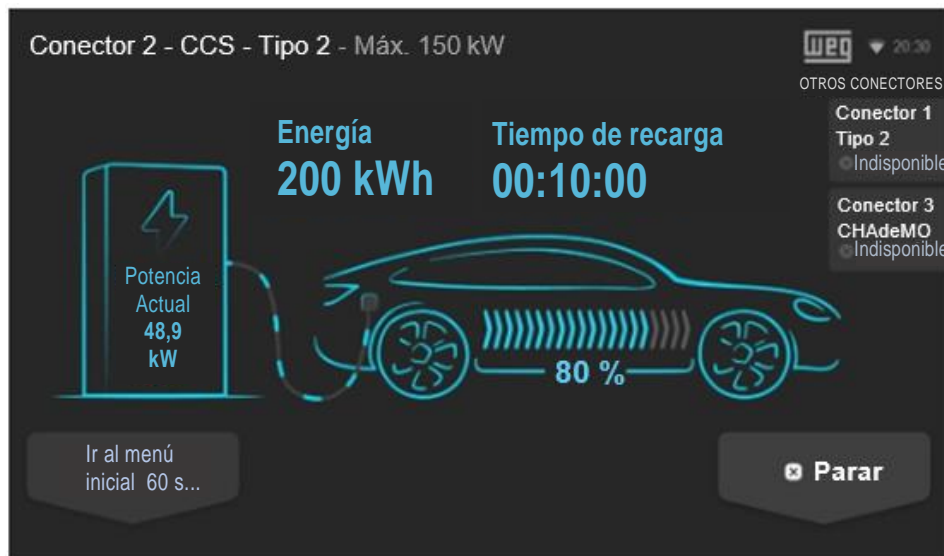 Conector 2 - CCS - Tipo 2 - Máx. 150 kW
weq 20:30
OTROS CONECTORES
Conector 1
Tipo 2
Indisponible
Conector 3
CHAdeMO
Indisponible
Energía
200 kWh
Tiempo de recarga
00:10:00
Potencia
Actual
48,9
kW
80 %
Ir al menú
inicial 60 s...
Parar